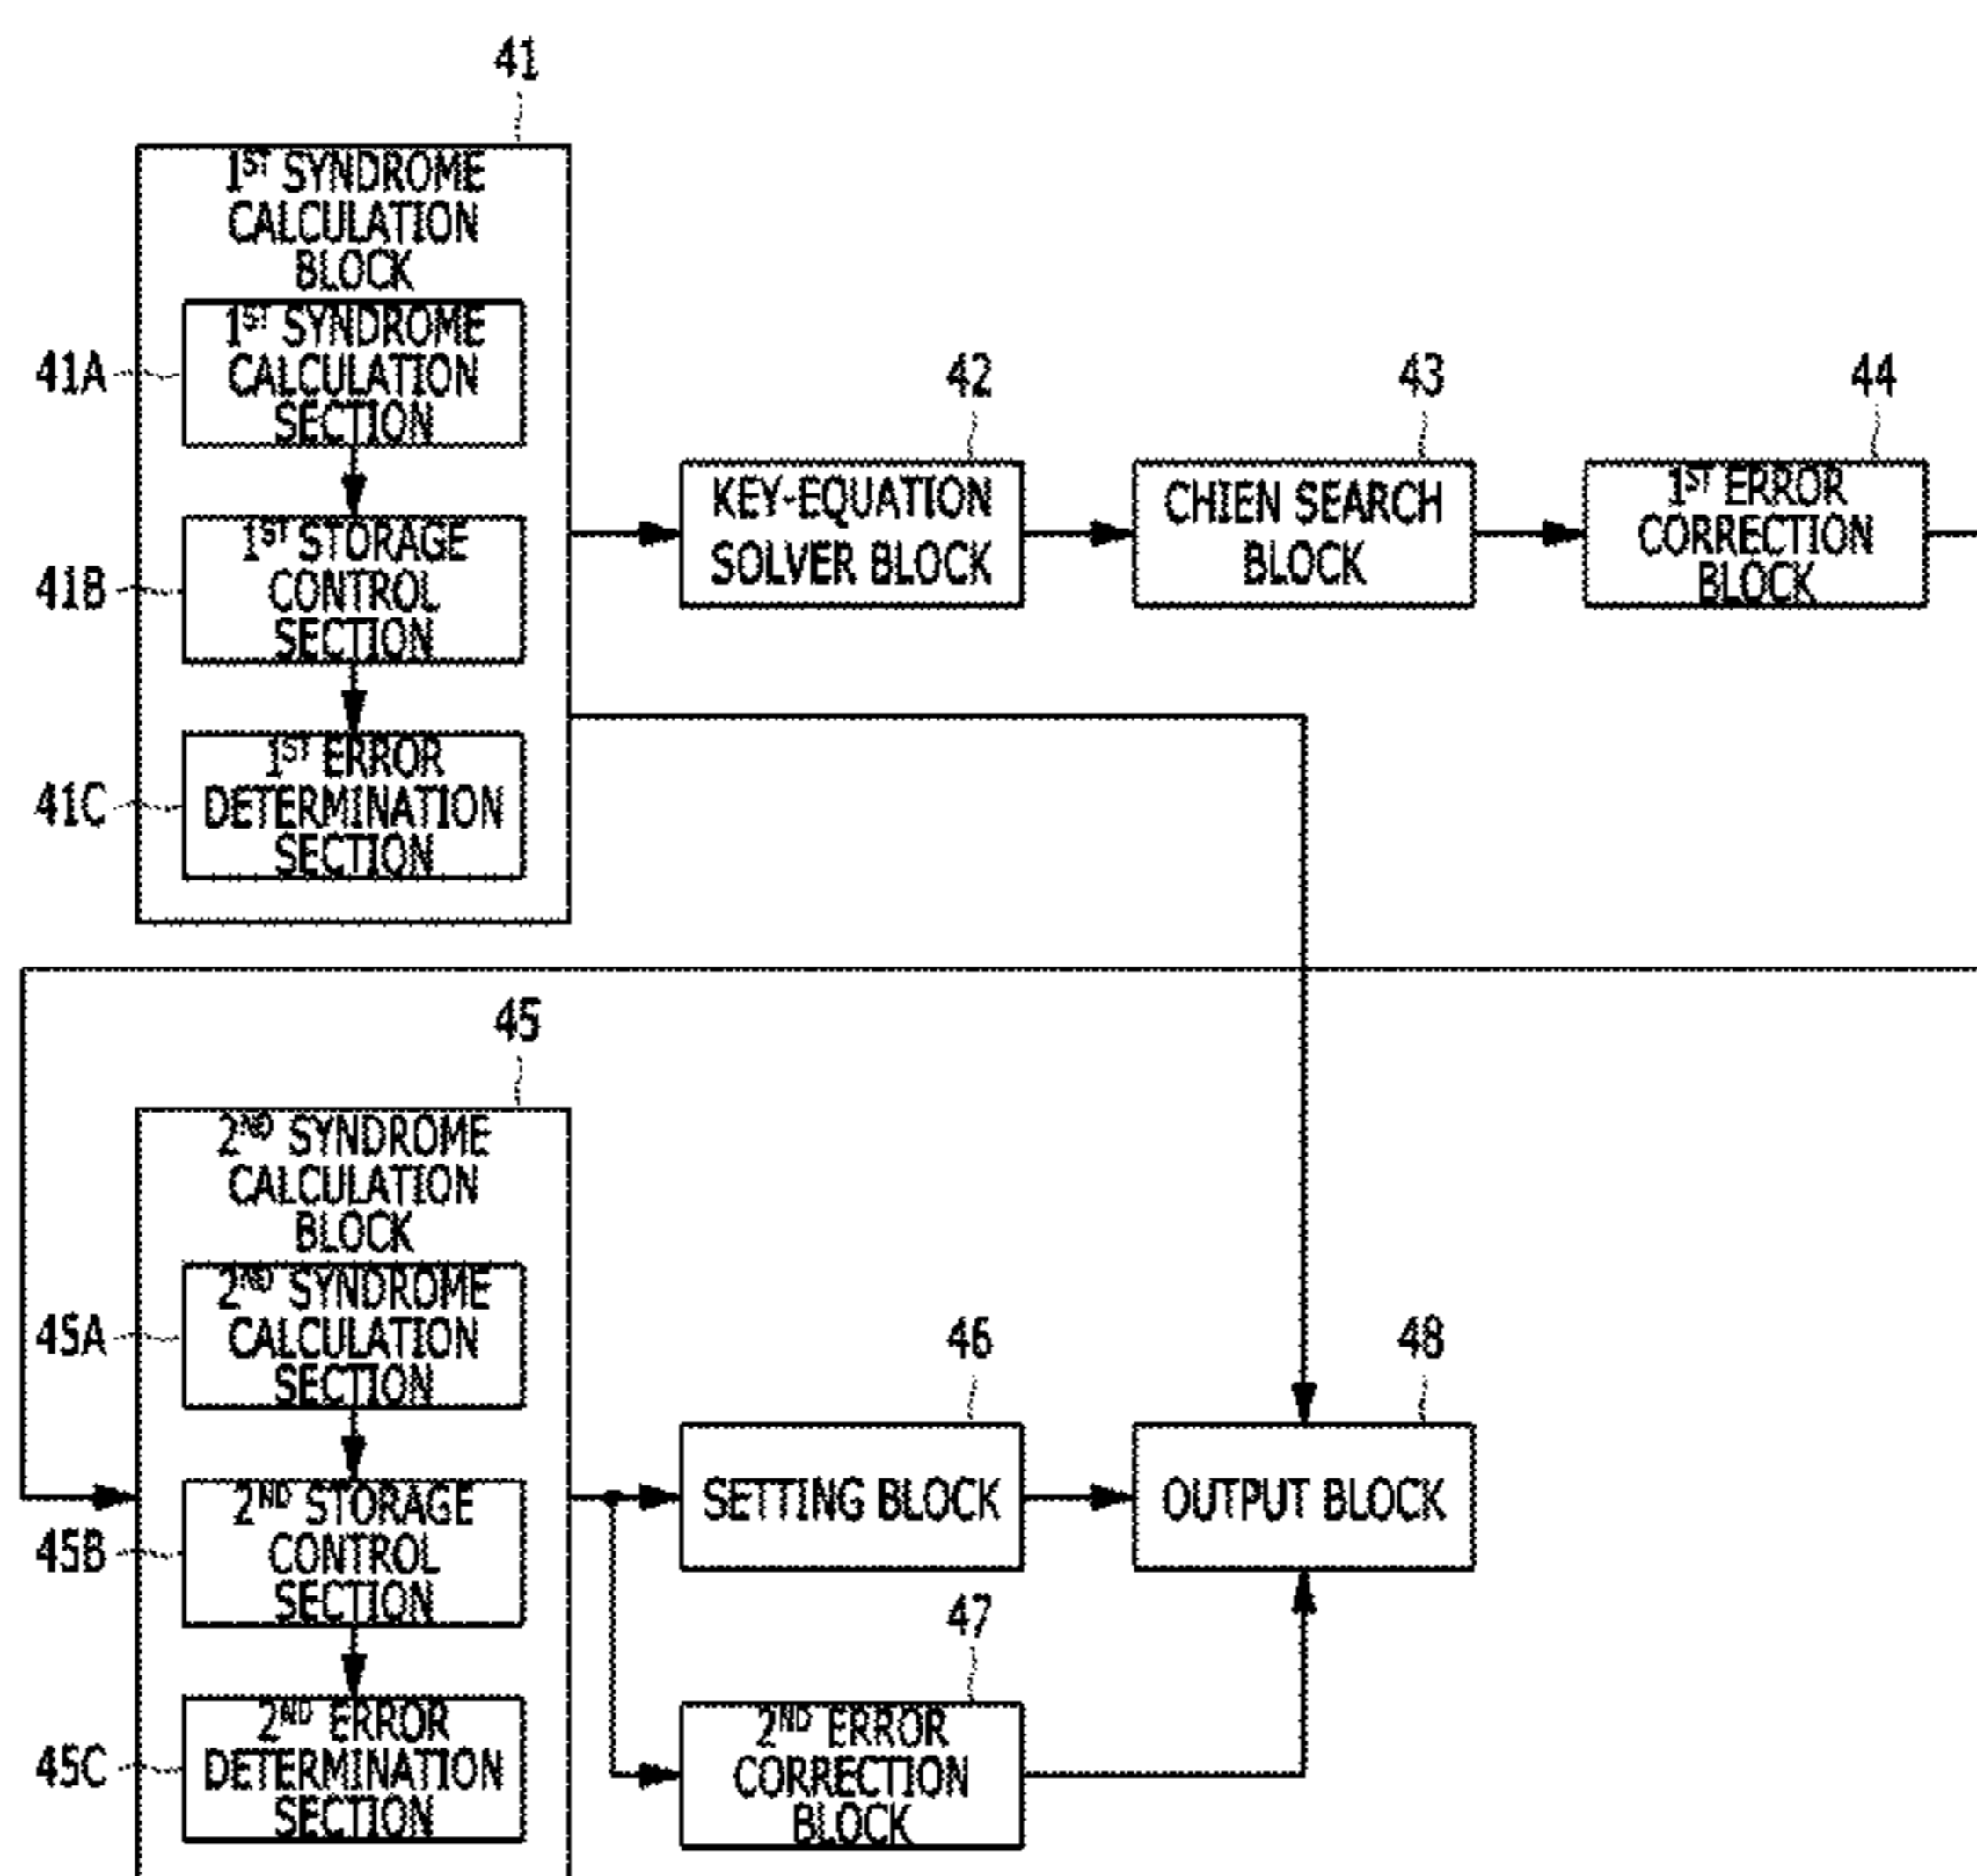 41
1ST SYNDROME
CALCULATION
BLOCK
41A
1ST SYNDROME
CALCULATION
SECTION
41B
1ST STORAGE
CONTROL
SECTION
41C
1ST ERROR
DETERMINATION
SECTION
42
KEY-EQUATION
SOLVER BLOCK
43
CHIEN SEARCH
BLOCK
44
1ST ERROR
CORRECTION
BLOCK
45
2ND SYNDROME
CALCULATION
BLOCK
45A
2ND SYNDROME
CALCULATION
SECTION
45B
2ND STORAGE
CONTROL
SECTION
45C
2ND ERROR
DETERMINATION
SECTION
46
SETTING BLOCK
47
2ND ERROR
CORRECTION
BLOCK
48
OUTPUT BLOCK